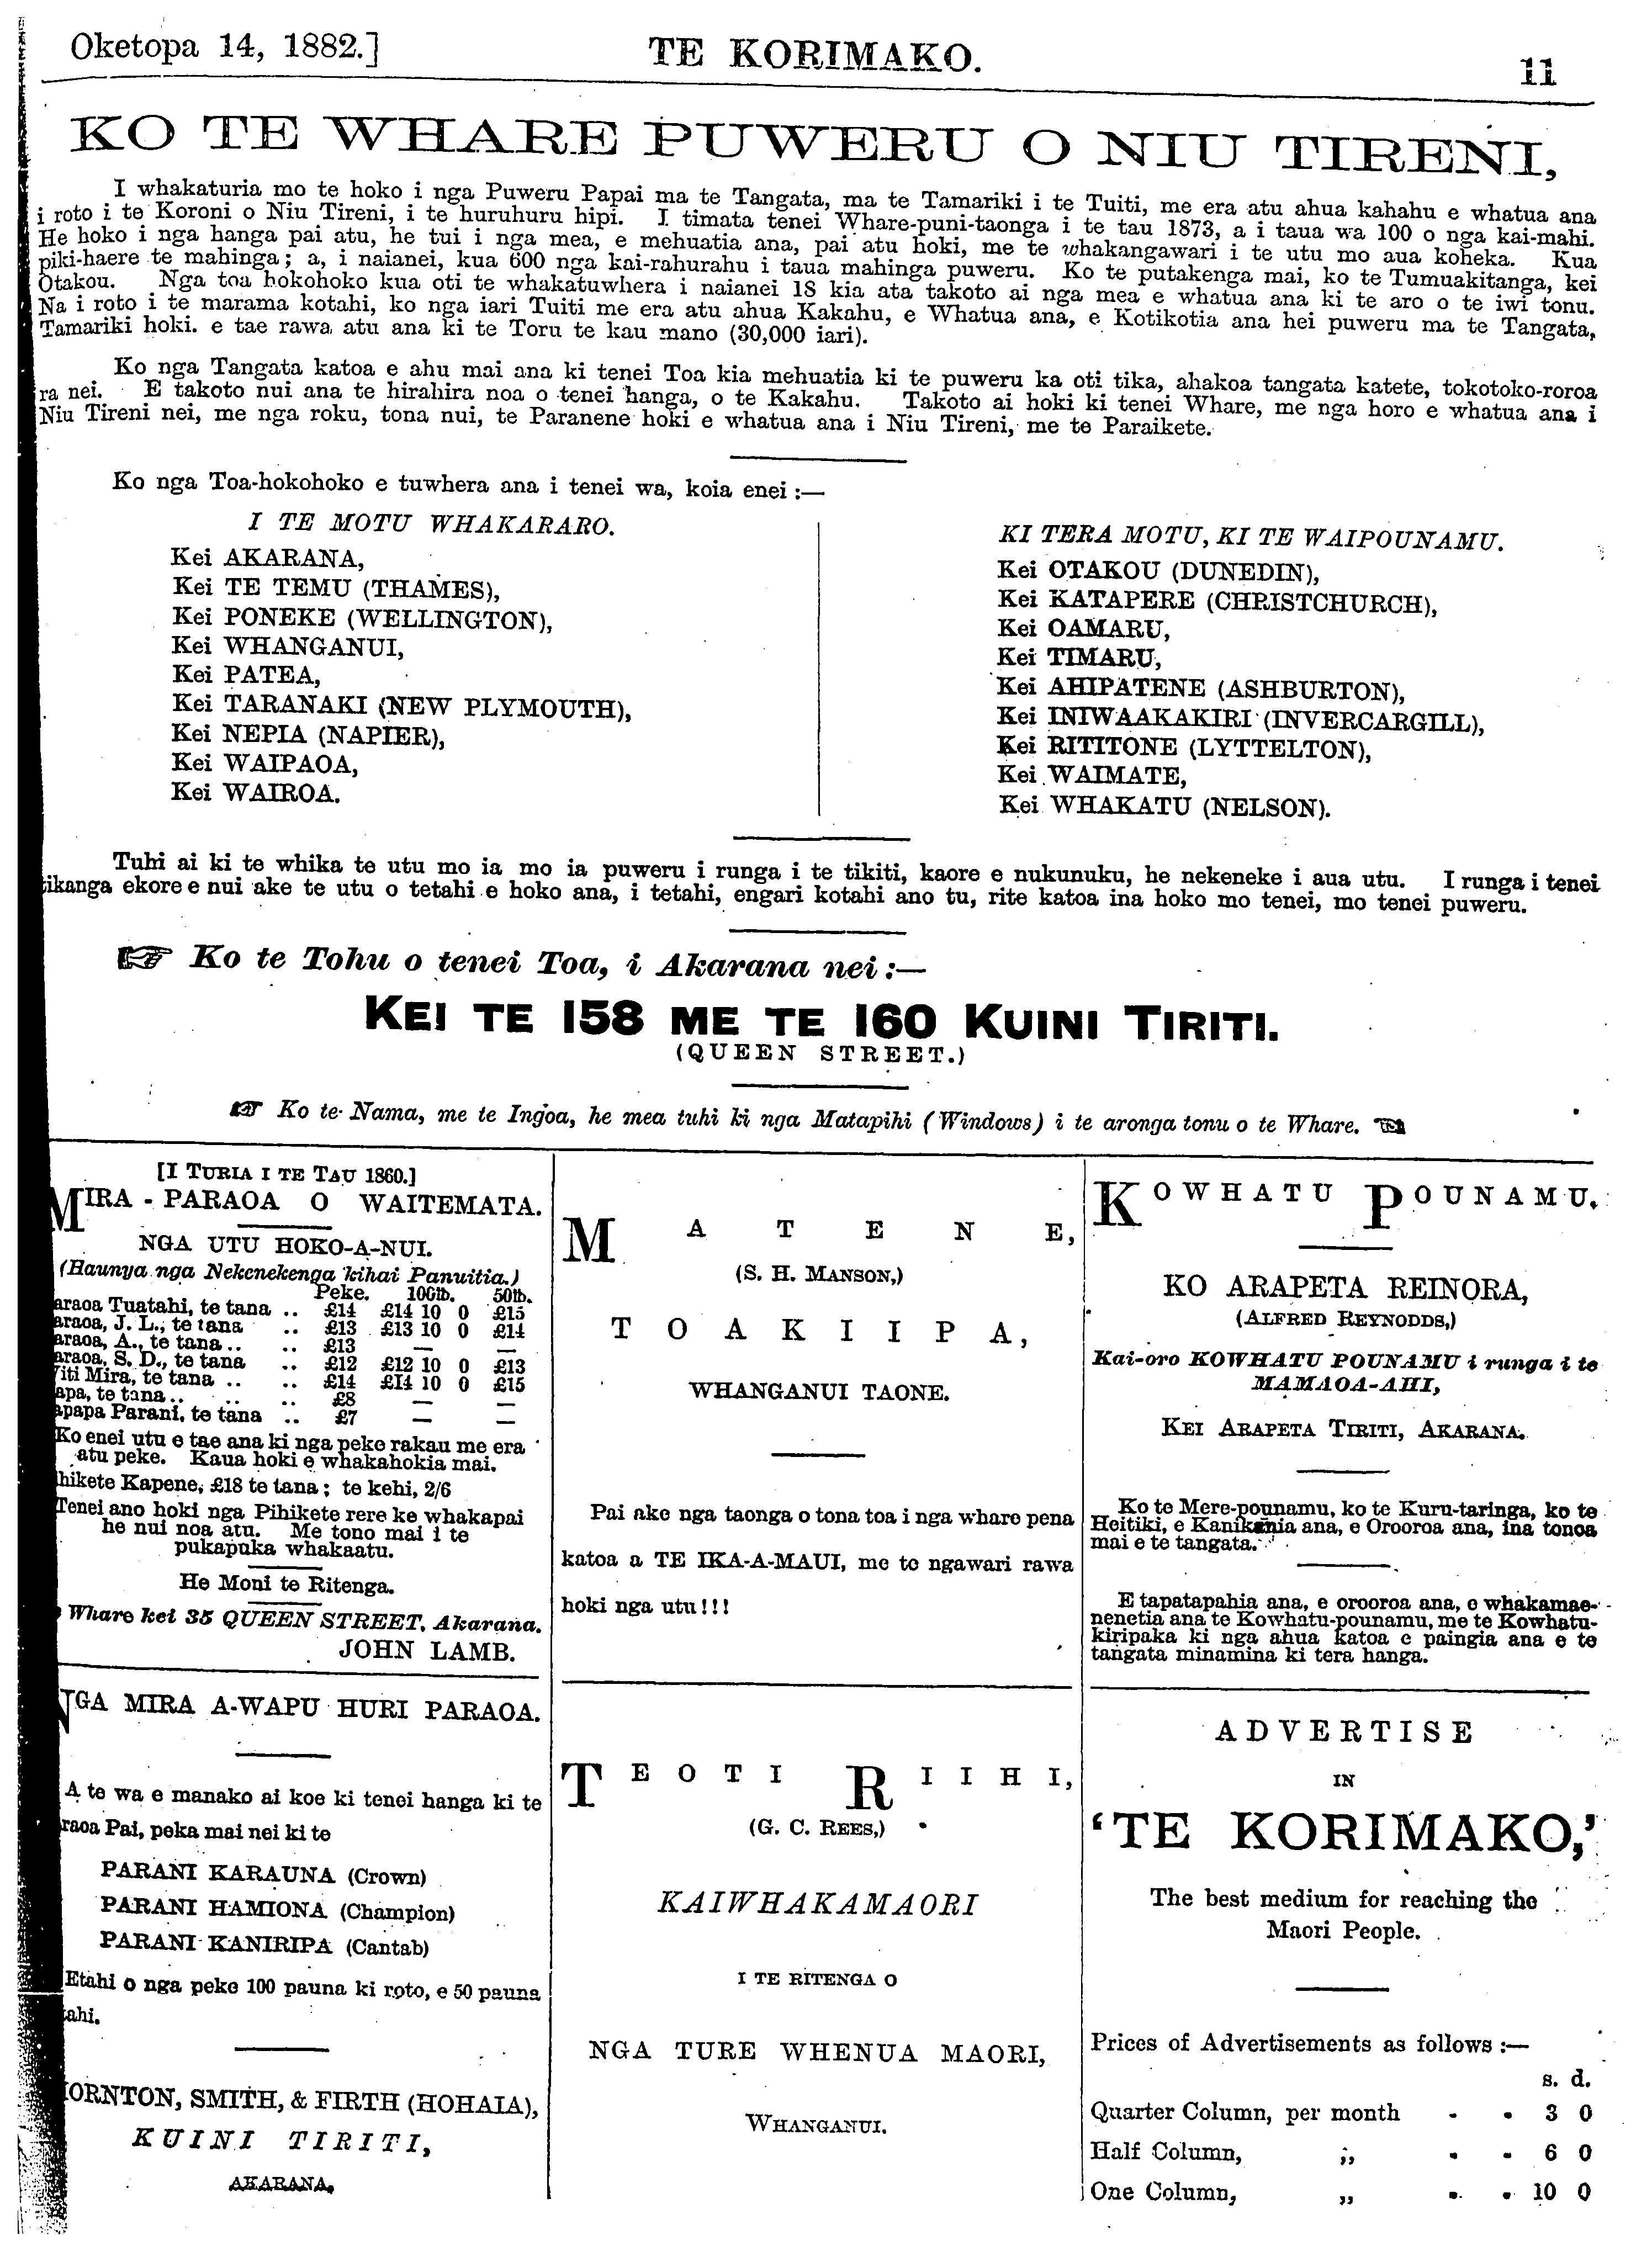 Oketopa 14, 1882.] TE KORIMAKO. 11
KO TE WHARE PUWERU O NIU TIRENI,
I whakaturia mo te hoko i nga Puweru Papai ma te Tangata, ma te Tamariki i te Tuiti, me era atu ahua kahahu e whatua ana
i roto i te Koroni o Niu Tireni, i te huruhuru hipi. I timata tenei Whare-puni-taonga i te tau 1873, a i taua wa 100 o nga kai-mahi.
He hoko i nga hanga pai atu, he tui i nga mea, e mehuatia ana, pai atu hoki, me te whakangawari i te utu mo aua koheka. Kua
piki-haere te mahinga; a, i naianei, kua 600 nga kai-rahurahu i taua mahinga puweru. Ko te putakenga mai, ko te Tumuakitanga, kei
Otakou. Nga toa hokohoko kua oti te whakatuwhera i naianei 18 kia ata takoto ai nga mea e whatua ana ki te aro o te iwi tonu.
Na i roto i te marama kotahi, ko nga iari Tuiti me era atu ahua Kakahu, e Whatua ana, e Kotikotia ana hei puweru ma te Tangata,
Tamariki hoki. e tae rawa atu ana ki te Toru te kau mano (30,000 iari).
Ko nga Tangata katoa e ahu mai ana ki tenei Toa kia mehuatia ki te puweru ka oti tika, ahakoa tangata katete, tokotoko-roroa
ra nei. E takoto nui ana te hirahira noa o tenei hanga, o te Kakahu. Takoto ai hoki ki tenei Whare, me nga horo e whatua ana i
Niu Tireni nei, me nga roku, tona nui, te Paranene hoki e whatua ana i Niu Tireni, me te Paraikete.
Ko nga Toa-hokohoko e tuwhera ana i tenei wa, koia enei :—
I TE MOTU WHAKARARO.
Kei AKARANA,
Kei TE TEMU (THAMES),
Kei PONEKE (WELLINGTON),
Kei WHANGANUI,
Kei PATEA,
Kei TARANAKI (NEW PLYMOUTH),
Kei NEPIA (NAPIER),
Kei WAIPAOA,
Kei WAIROA.
KI TERA MOTU, KI TE WAIPOUNAMU.
Kei OTAKOU (DUNEDIN),
Kei KATAPERE (CHRISTCHURCH),
Kei OAMARU,
Kei TIMARU,
Kei AHIPATENE (ASHBURTON),
Kei INIWAAKAKIRI (INVERCARGILL),
Kei RITITONE (LYTTELTON),
Kei WAIMATE,
Kei WHAKATU (NELSON).
Tuhi ai ki te whika te utu mo ia mo ia puweru i runga i te tikiti, kaore e nukunuku, he nekeneke i aua utu. I runga i tenei
tikanga ekore e nui ake te utu o tetahi e hoko ana, i tetahi, engari kotahi ano tu, rite katoa ina hoko mo tenei, mo tenei puweru.
☞ Ko te Tohu o tenei Toa, i Akarana nei :—
KEI TE 158 ME TE 160 KUINI TIRITI.
(QUEEN STREET.)
☞ Ko te Nama, me te Ingoa, he mea tuhi ki nga Matapihi (Windows) i te aronga tonu o te Whare. ☜
[I TURIA I TE TAU 1860.]
MIRA - PARAOA O WAITEMATA.
NGA UTU HOKO-A-NUI.
(Haunya nga Nekenekenga kihai Panuitia.)
Peke. 100lb. 50lb.
araoa Tuatahi, te tana .. £14 £14 10 0 £15
araoa, J. L., te tana .. £13 £13 10 0 £14
araoa, A., te tana .. .. £13 — —
araoa, S. D., te tana .. £12 £12 10 0 £13
iti Mira, te tana .. .. £14 £14 10 0 £15
apa, te tana .. .. .. £8 — —
apapa Parani, te tana .. £7 — —
Ko enei utu e tae ana ki nga peke rakau me era
atu peke. Kaua hoki e whakahokia mai.
hikete Kapene, £18 te tana; te kehi, 2/6
Tenei ano hoki nga Pihikete rere ke whakapai
he nui noa atu. Me tono mai i te
pukapuka whakaatu.
He Moni te Ritenga.
Whare kei 35 QUEEN STREET, Akarana.
JOHN LAMB.
NGA MIRA A-WAPU HURI PARAOA.
A te wa e manako ai koe ki tenei hanga ki te
raoa Pai, peka mai nei ki te
PARANI KARAUNA (Crown)
PARANI HAMIONA (Champion)
PARANI KANIRIPA (Cantab)
Etahi o nga peke 100 pauna ki roto, e 50 pauna
ahi.
ORNTON, SMITH, & FIRTH (HOHAIA),
KUINI TIRITI,
AKARANA.
MATENE,
(S. H. MANSON,)
TOAKIIPA,
WHANGANUI TAONE.
Pai ake nga taonga o tona toa i nga whare pena
katoa a TE IKA-A-MAUI, me te ngawari rawa
hoki nga utu!!!
TEOTI RIIHI,
(G. C. REES,)
KAIWHAKAMAORI
I TE RITENGA O
NGA TURE WHENUA MAORI,
WHANGANUI.
KOWHATU POUNAMU.
KO ARAPETA REINORA,
(ALFRED REYNODDS,)
Kai-oro KOWHATU POUNAMU i runga i te
MAMAOA-AHI,
KEI ARAPETA TIRITI, AKARANA.
Ko te Mere-pounamu, ko te Kuru-taringa, ko te
Heitiki, e Kanikania ana, e Orooroa ana, ina tonoa
mai e te tangata.
E tapatapahia ana, e orooroa ana, e whakamae-
nenetia ana te Kowhatu-pounamu, me te Kowhatu-
kiripaka ki nga ahua katoa e paingia ana e te
tangata minamina ki tera hanga.
ADVERTISE
IN
'TE KORIMAKO,'
The best medium for reaching the
Maori People.
Prices of Advertisements as follows :—
s. d.
Quarter Column, per month - - 3 0
Half Column, ,, - - 6 0
One Column, ,, - - 10 0